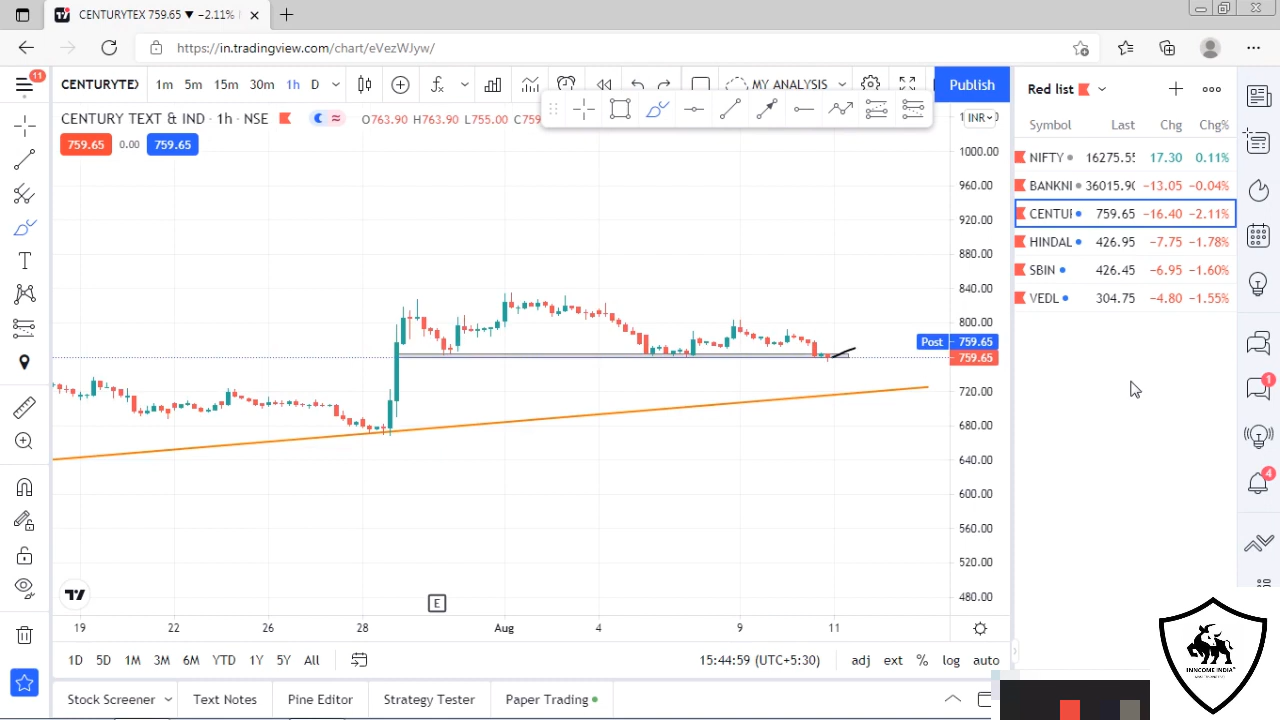 CENTURYTEX 759.65 ▼ −2.11%
https://in.tradingview.com/chart/eVezWJyw/
11
CENTURYTE)
1m 5m 15m 30m 1h D
MY ANALYSIS
Publish
CENTURY TEXT & IND · 1h · NSE
O763.90 H763.90 L755.00 C759
INR
759.65 0.00 759.65
1000.00
960.00
920.00
880.00
840.00
800.00
Post 759.65
759.65
720.00
680.00
640.00
600.00
560.00
520.00
480.00
E
19 22 26 28 Aug 4 9 11
1D 5D 1M 3M 6M YTD 1Y 5Y All
15:44:59 (UTC+5:30)
adj ext % log auto
Stock Screener Text Notes Pine Editor Strategy Tester Paper Trading
Red list
Symbol Last Chg Chg%
NIFTY 16275.55 17.30 0.11%
BANKNI 36015.90 −13.05 −0.04%
CENTUR 759.65 −16.40 −2.11%
HINDAL 426.95 −7.75 −1.78%
SBIN 426.45 −6.95 −1.60%
VEDL 304.75 −4.80 −1.55%
1
4
INNCOME INDIA